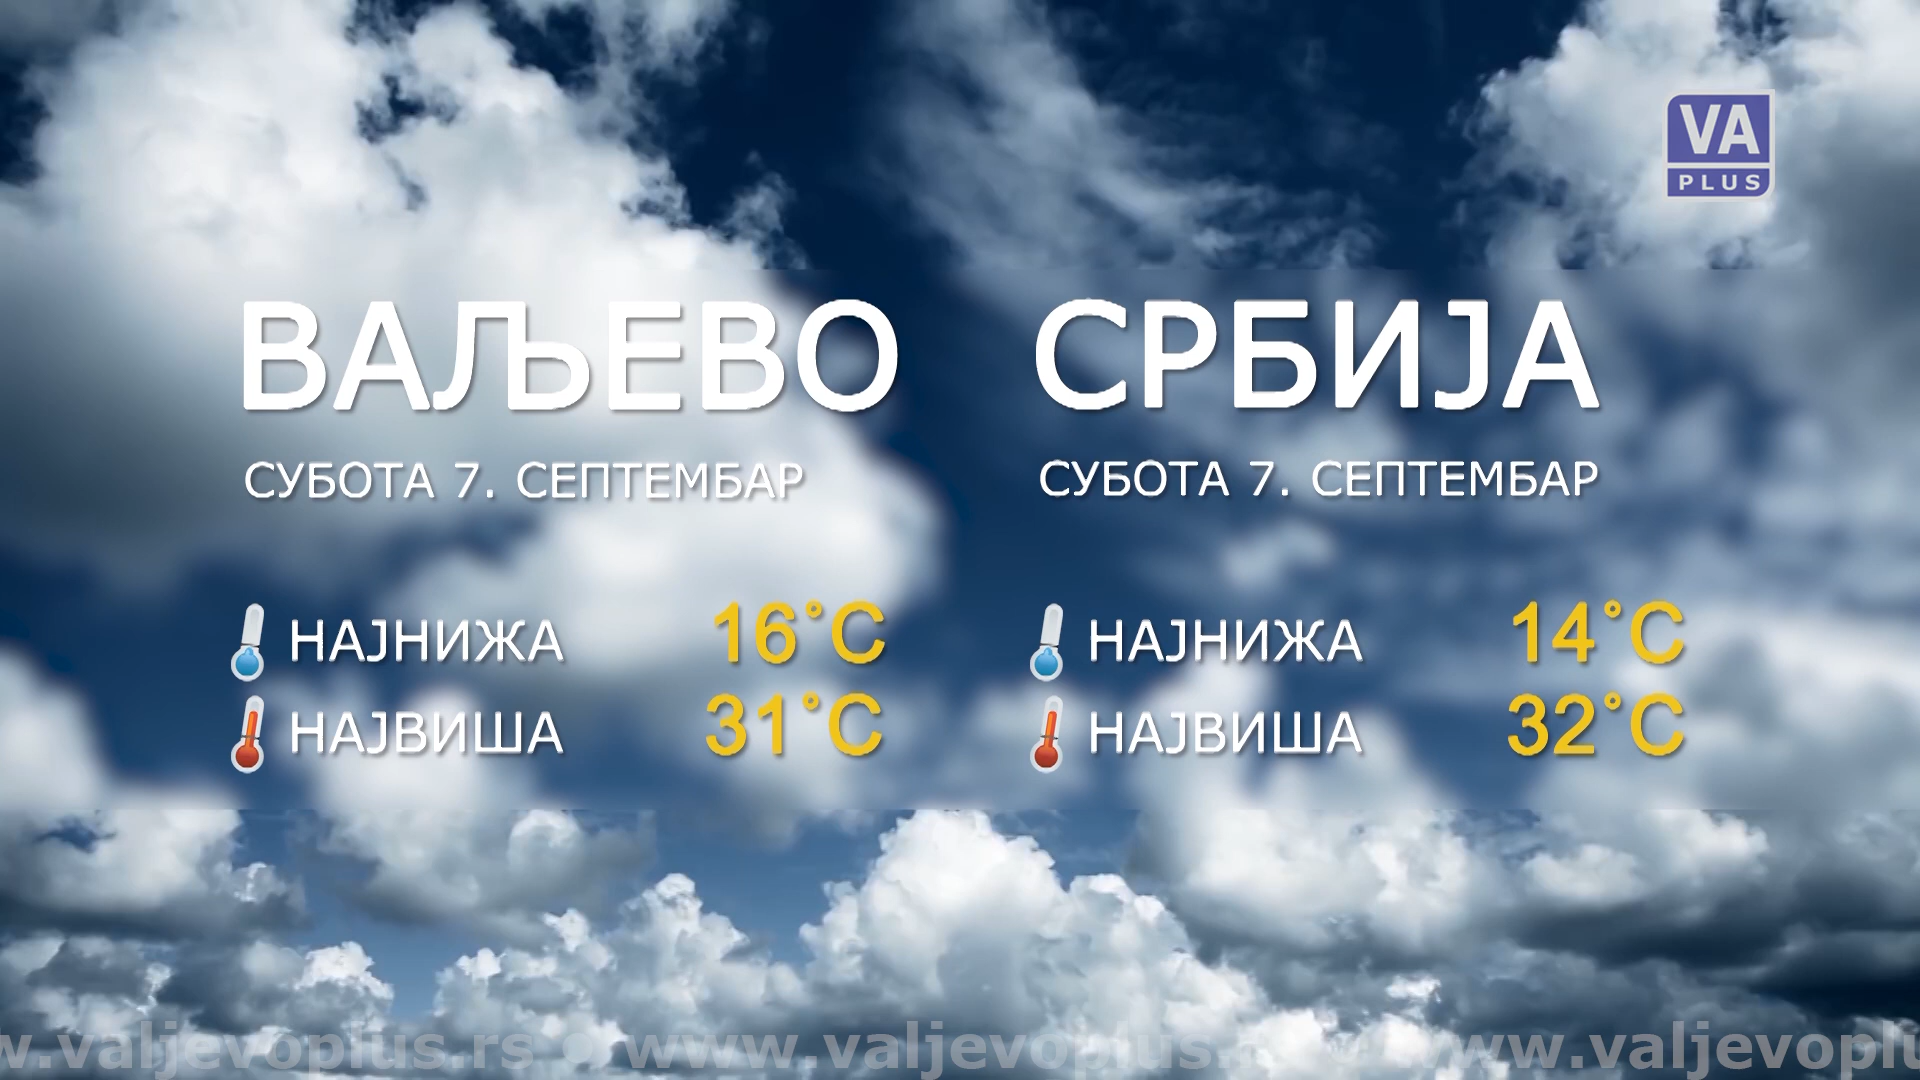 VA
PLUS
ВАЉЕВО
СУБОТА 7. СЕПТЕМБАР
НАЈНИЖА 16°C
НАЈВИША 31°C
СРБИЈА
СУБОТА 7. СЕПТЕМБАР
НАЈНИЖА 14°C
НАЈВИША 32°C
w.valjevoplus.rs www.valjevoplus. w.valjevoplu